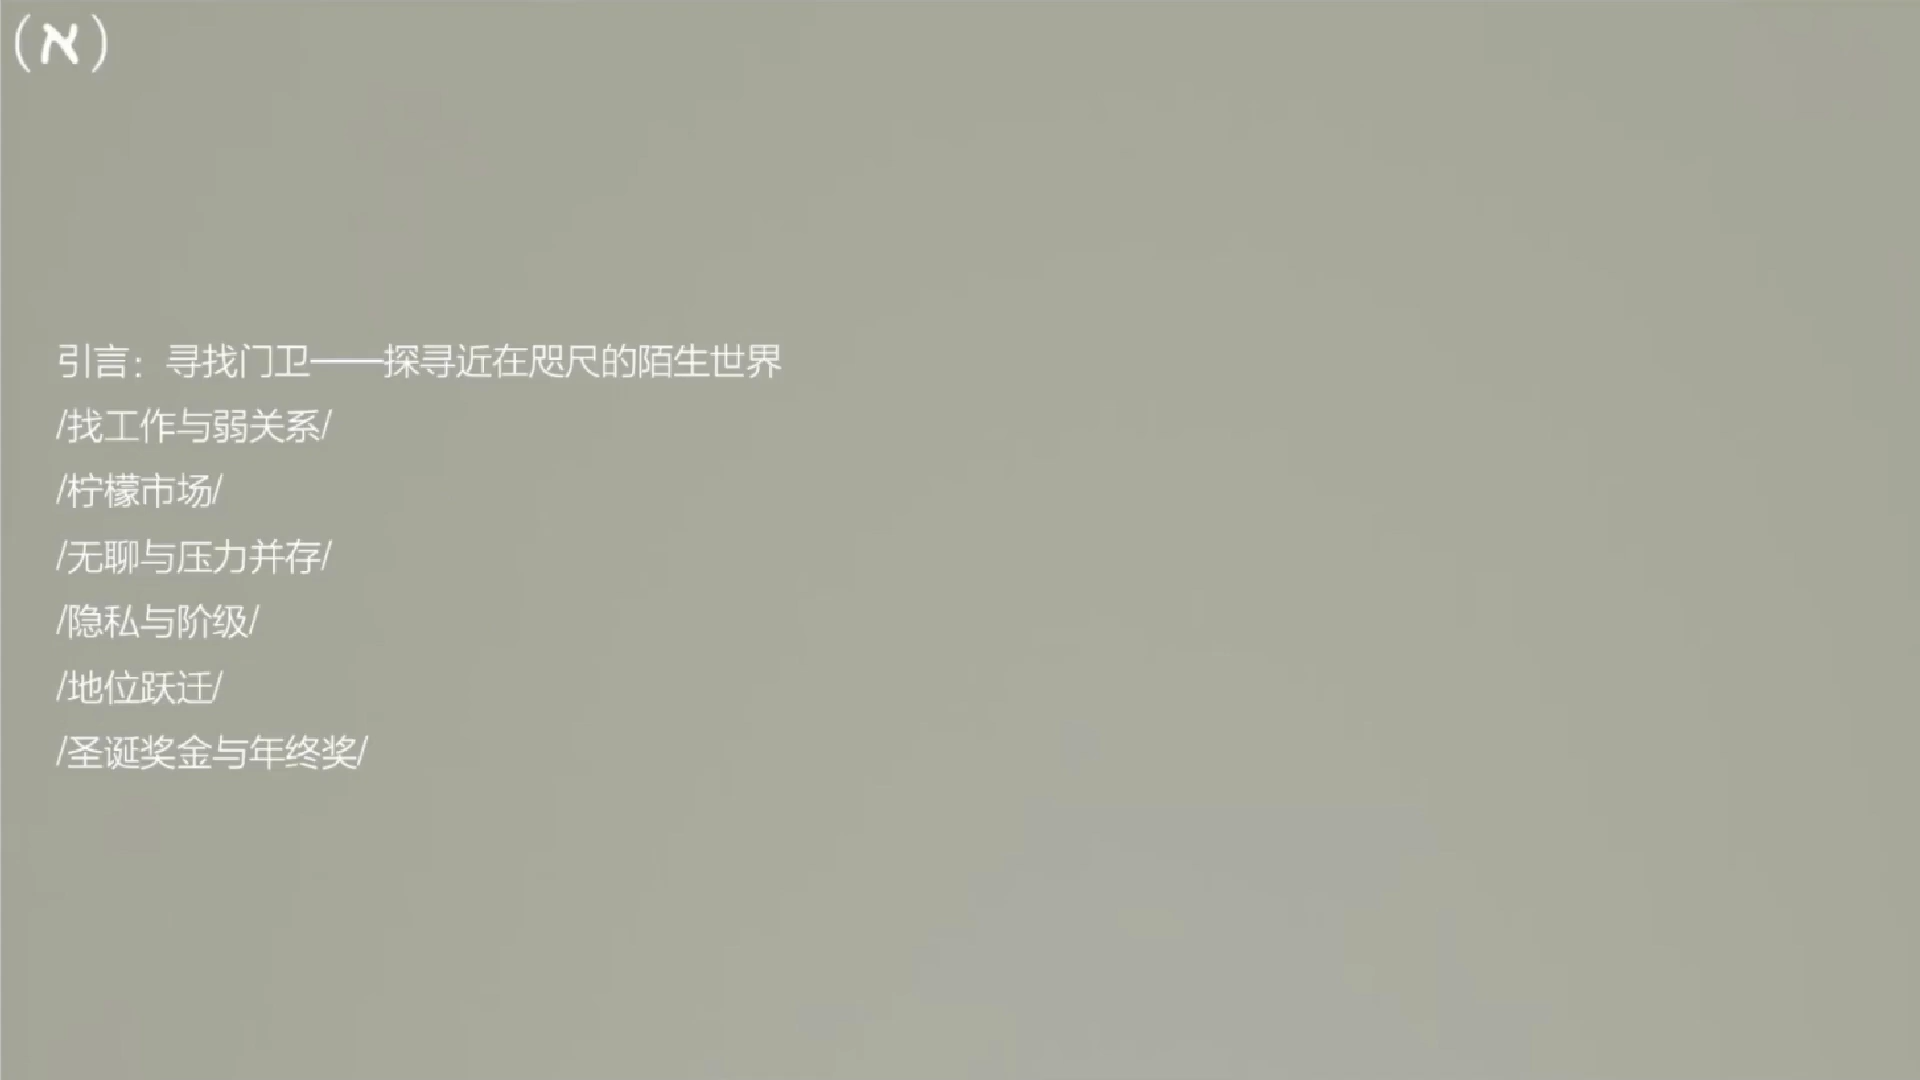 (א)
引言：寻找门卫——探寻近在咫尺的陌生世界
/找工作与弱关系/
/柠檬市场/
/无聊与压力并存/
/隐私与阶级/
/地位跃迁/
/圣诞奖金与年终奖/